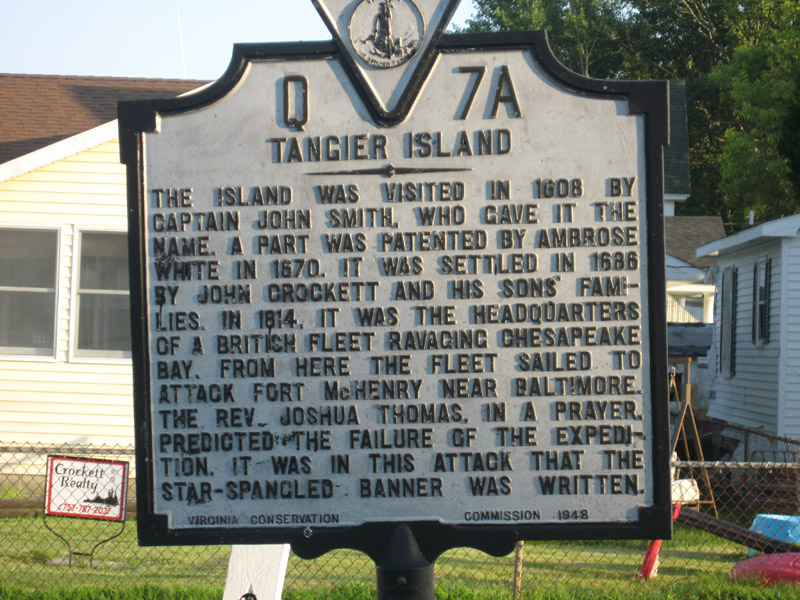 Q 7A
TANGIER ISLAND
THE ISLAND WAS VISITED IN 1608 BY
CAPTAIN JOHN SMITH, WHO GAVE IT THE
NAME. A PART WAS PATENTED BY AMBROSE
WHITE IN 1670. IT WAS SETTLED IN 1686
BY JOHN CROCKETT AND HIS SONS' FAMI-
LIES. IN 1814, IT WAS THE HEADQUARTERS
OF A BRITISH FLEET RAVAGING CHESAPEAKE
BAY. FROM HERE THE FLEET SAILED TO
ATTACK FORT McHENRY NEAR BALTIMORE.
THE REV. JOSHUA THOMAS, IN A PRAYER,
PREDICTED THE FAILURE OF THE EXPEDI-
TION. IT WAS IN THIS ATTACK THAT THE
STAR-SPANGLED BANNER WAS WRITTEN.
VIRGINIA CONSERVATION COMMISSION 1948
Crockett
Realty
757-787-2031